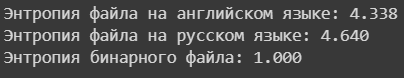 Энтропия файла на английском языке: 4.338
Энтропия файла на русском языке: 4.640
Энтропия бинарного файла: 1.000